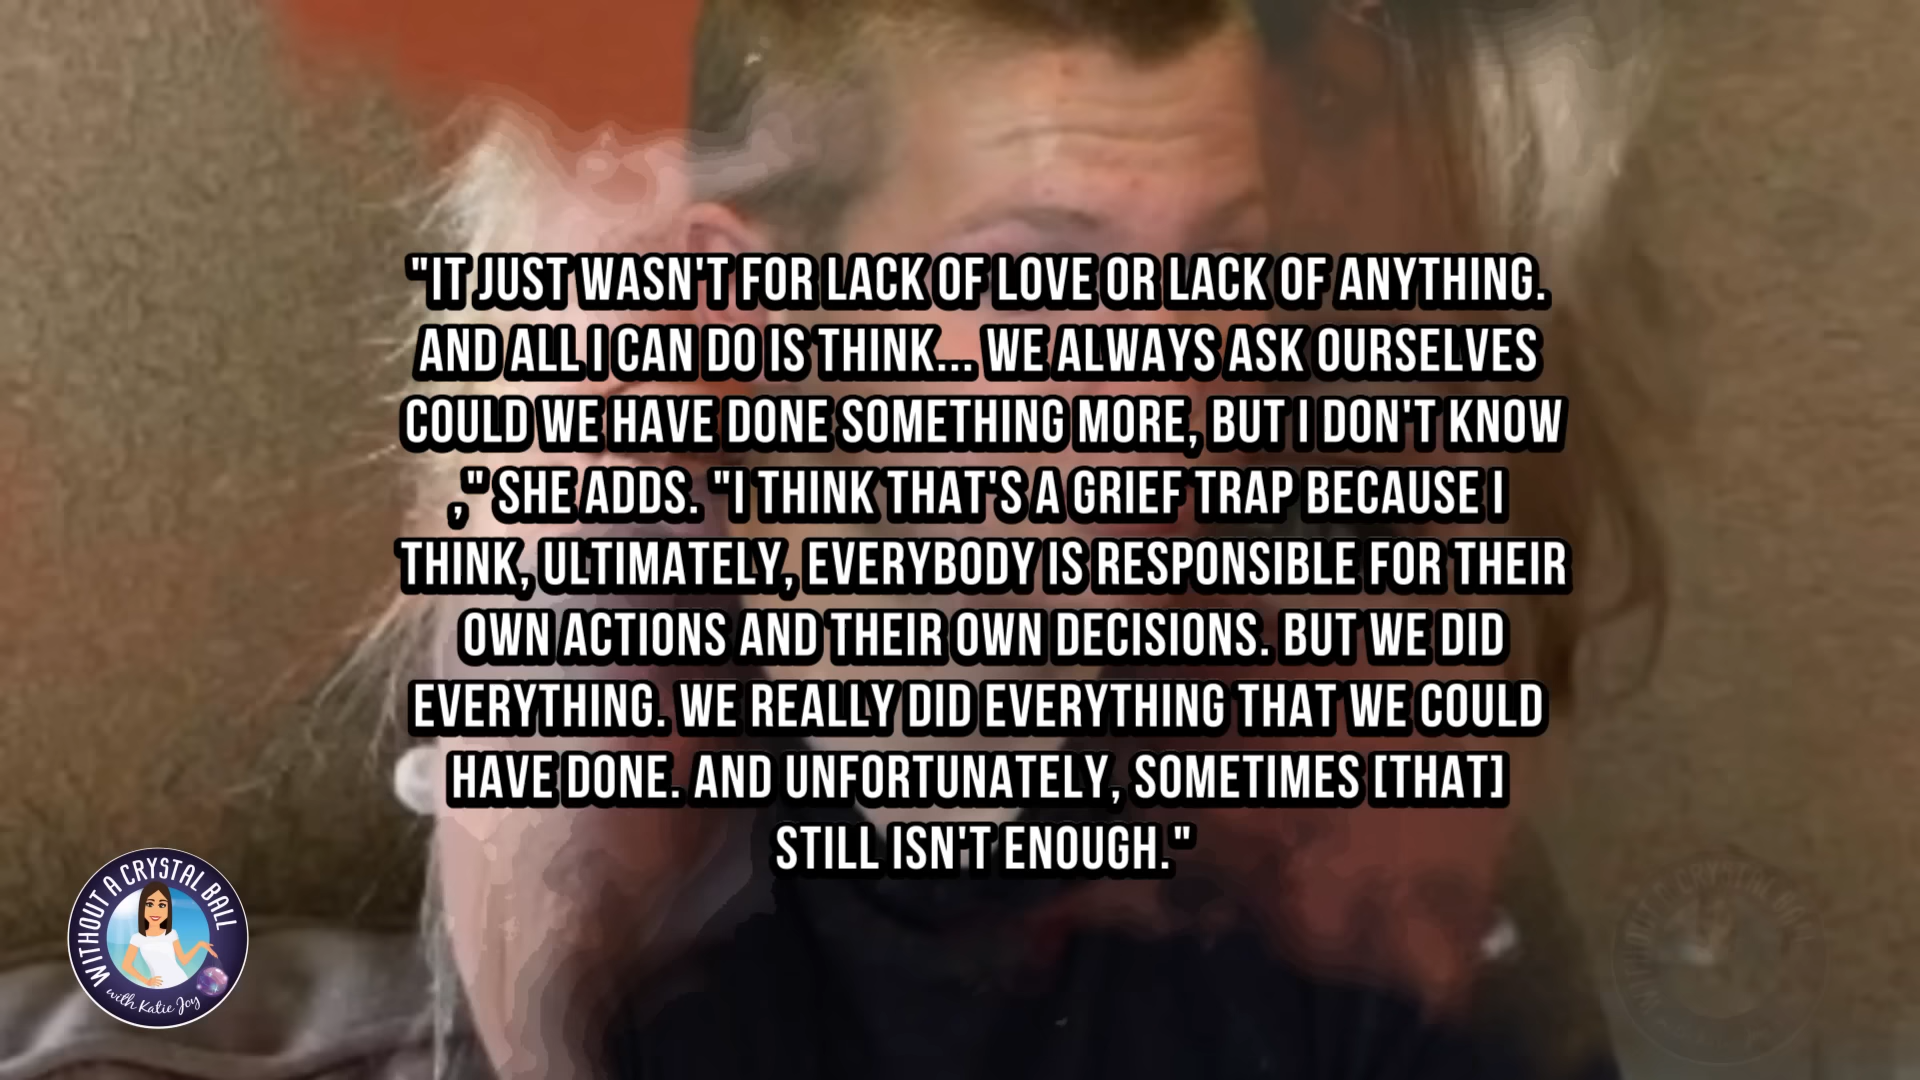 "IT JUST WASN'T FOR LACK OF LOVE OR LACK OF ANYTHING.
AND ALL I CAN DO IS THINK... WE ALWAYS ASK OURSELVES
COULD WE HAVE DONE SOMETHING MORE, BUT I DON'T KNOW
," SHE ADDS. "I THINK THAT'S A GRIEF TRAP BECAUSE I
THINK, ULTIMATELY, EVERYBODY IS RESPONSIBLE FOR THEIR
OWN ACTIONS AND THEIR OWN DECISIONS. BUT WE DID
EVERYTHING. WE REALLY DID EVERYTHING THAT WE COULD
HAVE DONE. AND UNFORTUNATELY, SOMETIMES [THAT]
STILL ISN'T ENOUGH."
WITHOUT A CRYSTAL BALL
with Katie Joy
WITHOUT A CRYSTAL BALL